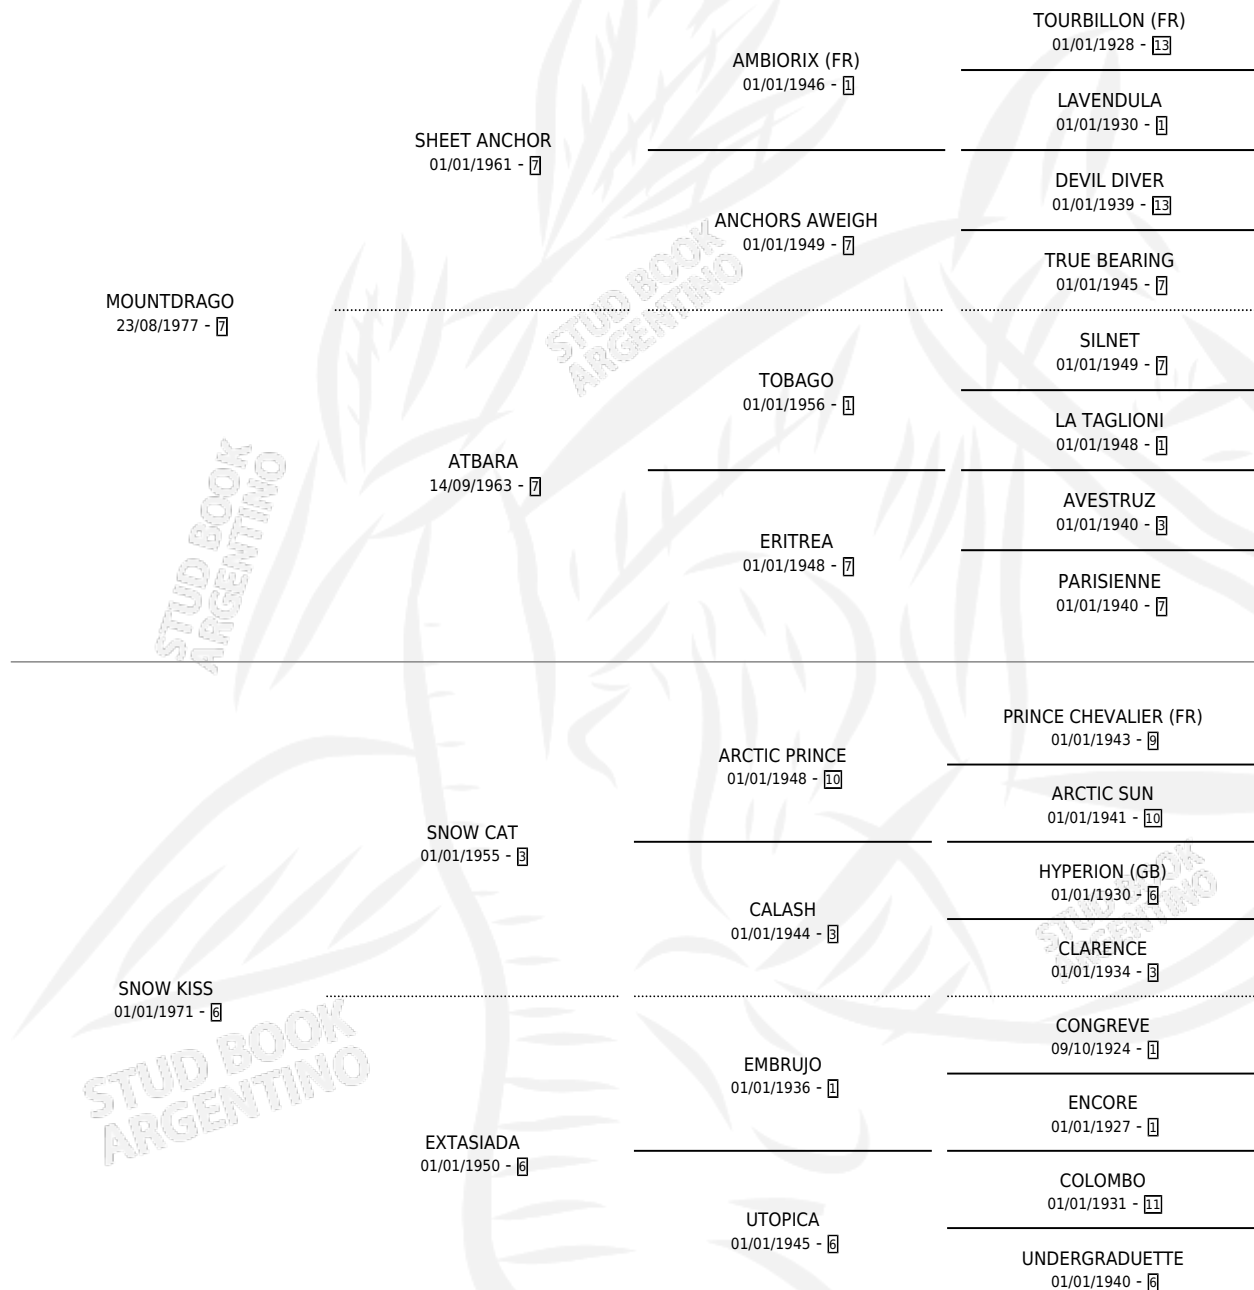 TOURBILLON (FR)
01/01/1928 - 13
AMBIORIX (FR)
01/01/1946 - 1
LAVENDULA
01/01/1930 - 1
SHEET ANCHOR
01/01/1961 - 7
DEVIL DIVER
01/01/1939 - 13
ANCHORS AWEIGH
01/01/1949 - 7
TRUE BEARING
01/01/1945 - 7
MOUNTDRAGO
23/08/1977 - 7
STUD BOOK
ARGENTINO
SILNET
01/01/1949 - 7
TOBAGO
01/01/1956 - 1
LA TAGLIONI
01/01/1948 - 1
ATBARA
14/09/1963 - 7
AVESTRUZ
01/01/1940 - 3
ERITREA
01/01/1948 - 7
PARISIENNE
01/01/1940 - 7
STUD BOOK
ARGENTINO
PRINCE CHEVALIER (FR)
01/01/1943 - 9
ARCTIC PRINCE
01/01/1948 - 10
ARCTIC SUN
01/01/1941 - 10
SNOW CAT
01/01/1955 - 3
HYPERION (GB)
01/01/1930 - 6
CALASH
01/01/1944 - 3
STUD BOOK
ARGENTINO
CLARENCE
01/01/1934 - 3
SNOW KISS
01/01/1971 - 6
STUD BOOK
ARGENTINO
CONGREVE
09/10/1924 - 1
EMBRUJO
01/01/1936 - 1
ENCORE
01/01/1927 - 1
EXTASIADA
01/01/1950 - 6
COLOMBO
01/01/1931 - 11
UTOPICA
01/01/1945 - 6
UNDERGRADUETTE
01/01/1940 - 6